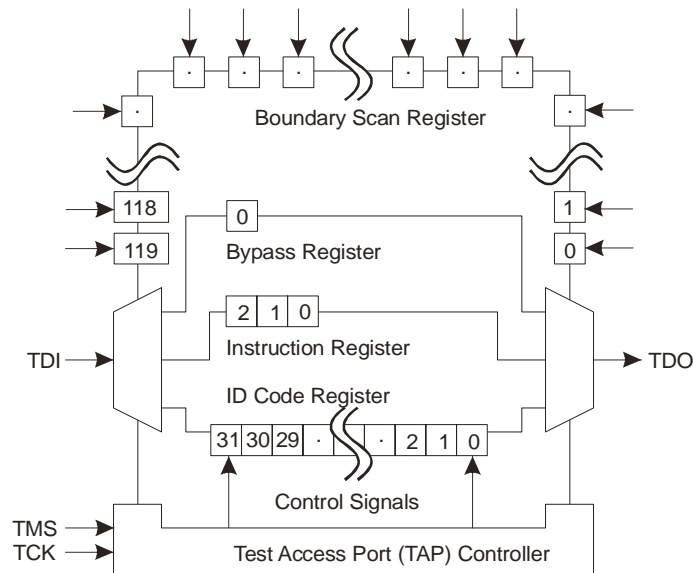 · · · · · ·
· ·
Boundary Scan Register
118 0 1
119 Bypass Register 0
2 1 0
TDI Instruction Register TDO
ID Code Register
31 30 29 · · 2 1 0
Control Signals
TMS
TCK Test Access Port (TAP) Controller